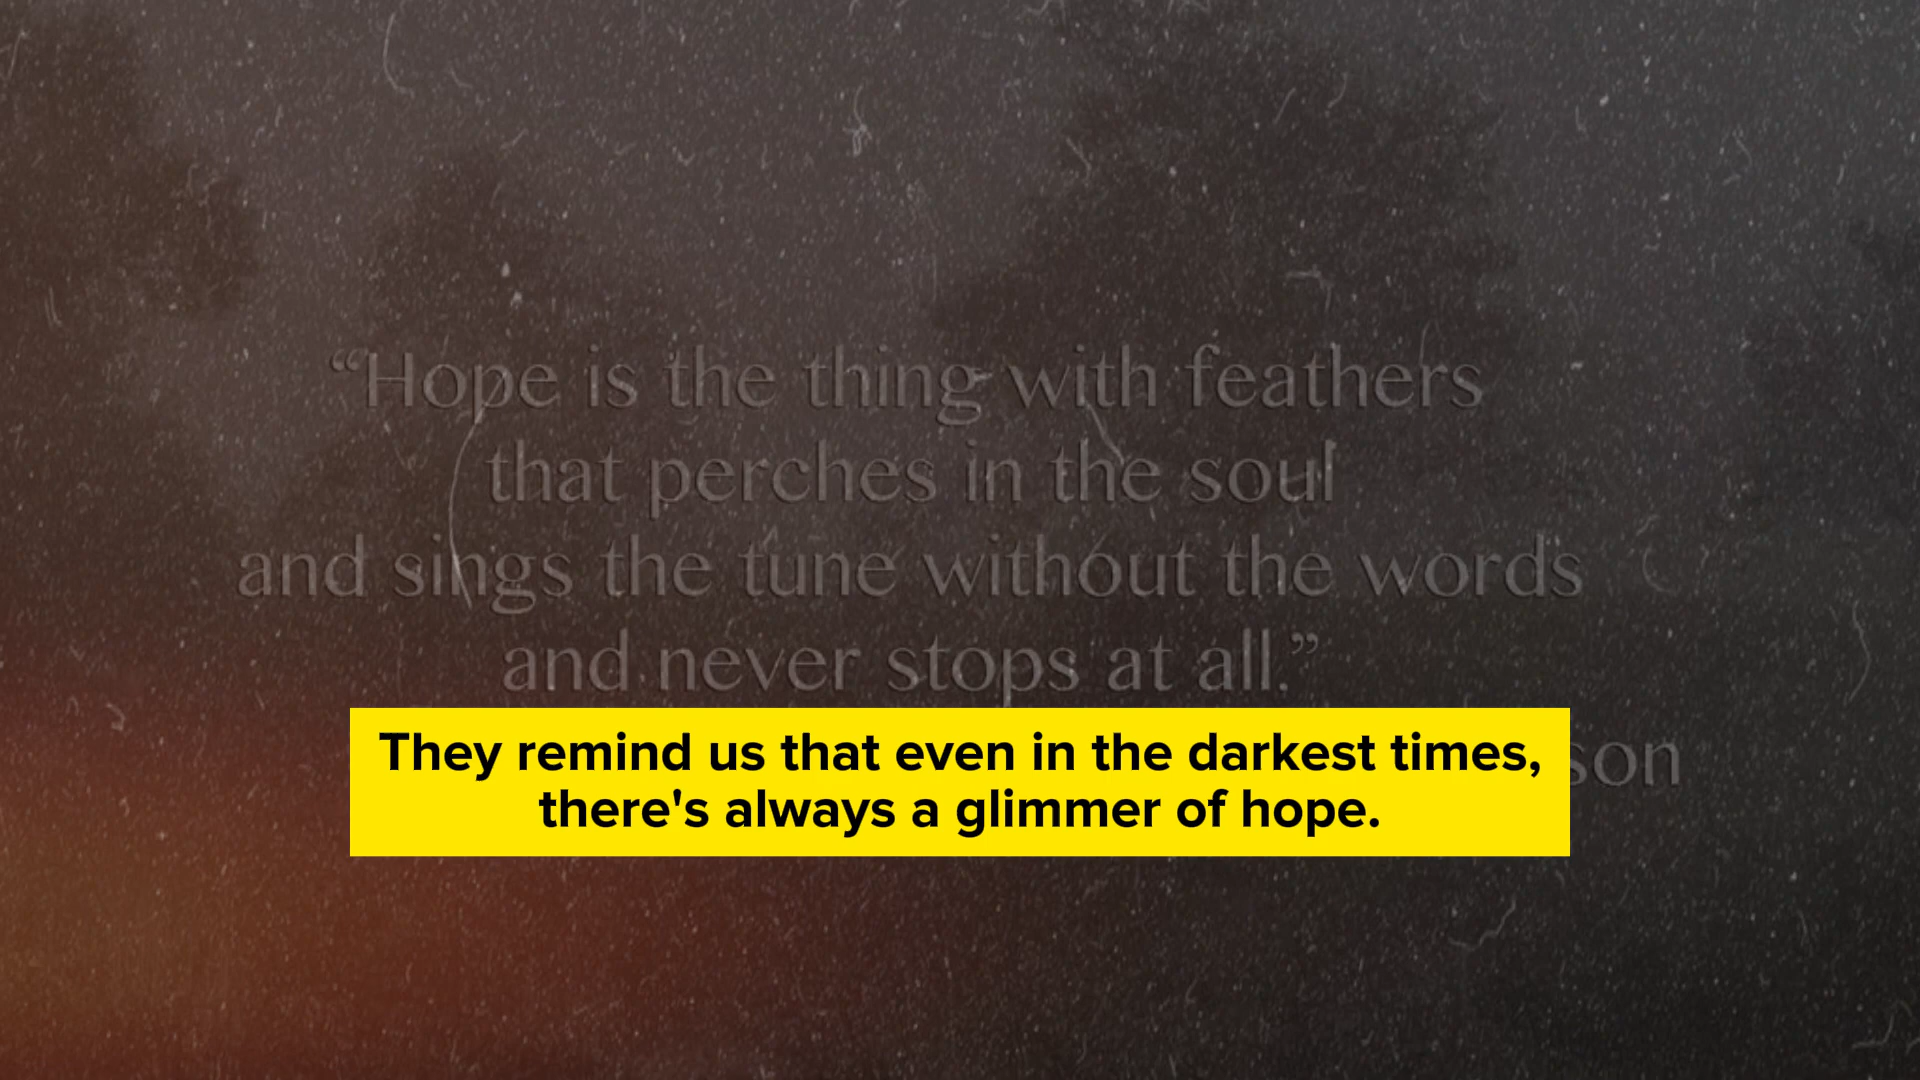 “Hope is the thing with feathers
that perches in the soul
and sings the tune without the words
and never stops at all.”
They remind us that even in the darkest times,
there's always a glimmer of hope.